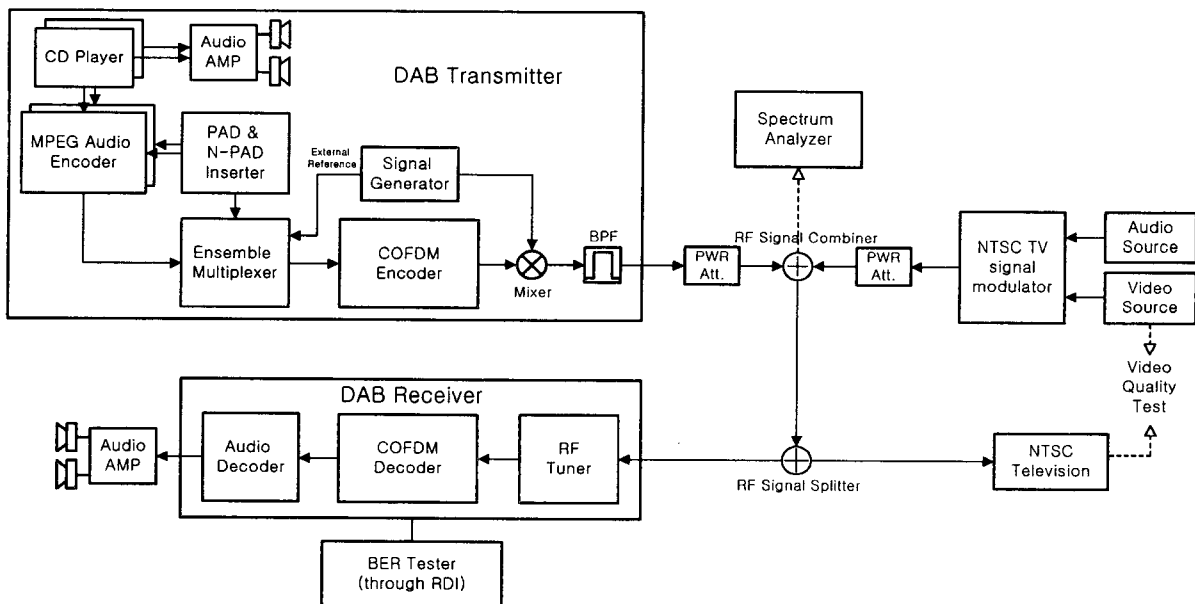 CD Player
Audio
AMP
DAB Transmitter
MPEG Audio
Encoder
PAD &
N-PAD
Inserter
External
Reference
Signal
Generator
Ensemble
Multiplexer
COFDM
Encoder
Mixer
BPF
PWR
Att.
Spectrum
Analyzer
RF Signal Combiner
PWR
Att.
NTSC TV
signal
modulator
Audio
Source
Video
Source
Video
Quality
Test
DAB Receiver
Audio
AMP
Audio
Decoder
COFDM
Decoder
RF
Tuner
RF Signal Splitter
NTSC
Television
BER Tester
(through RDI)